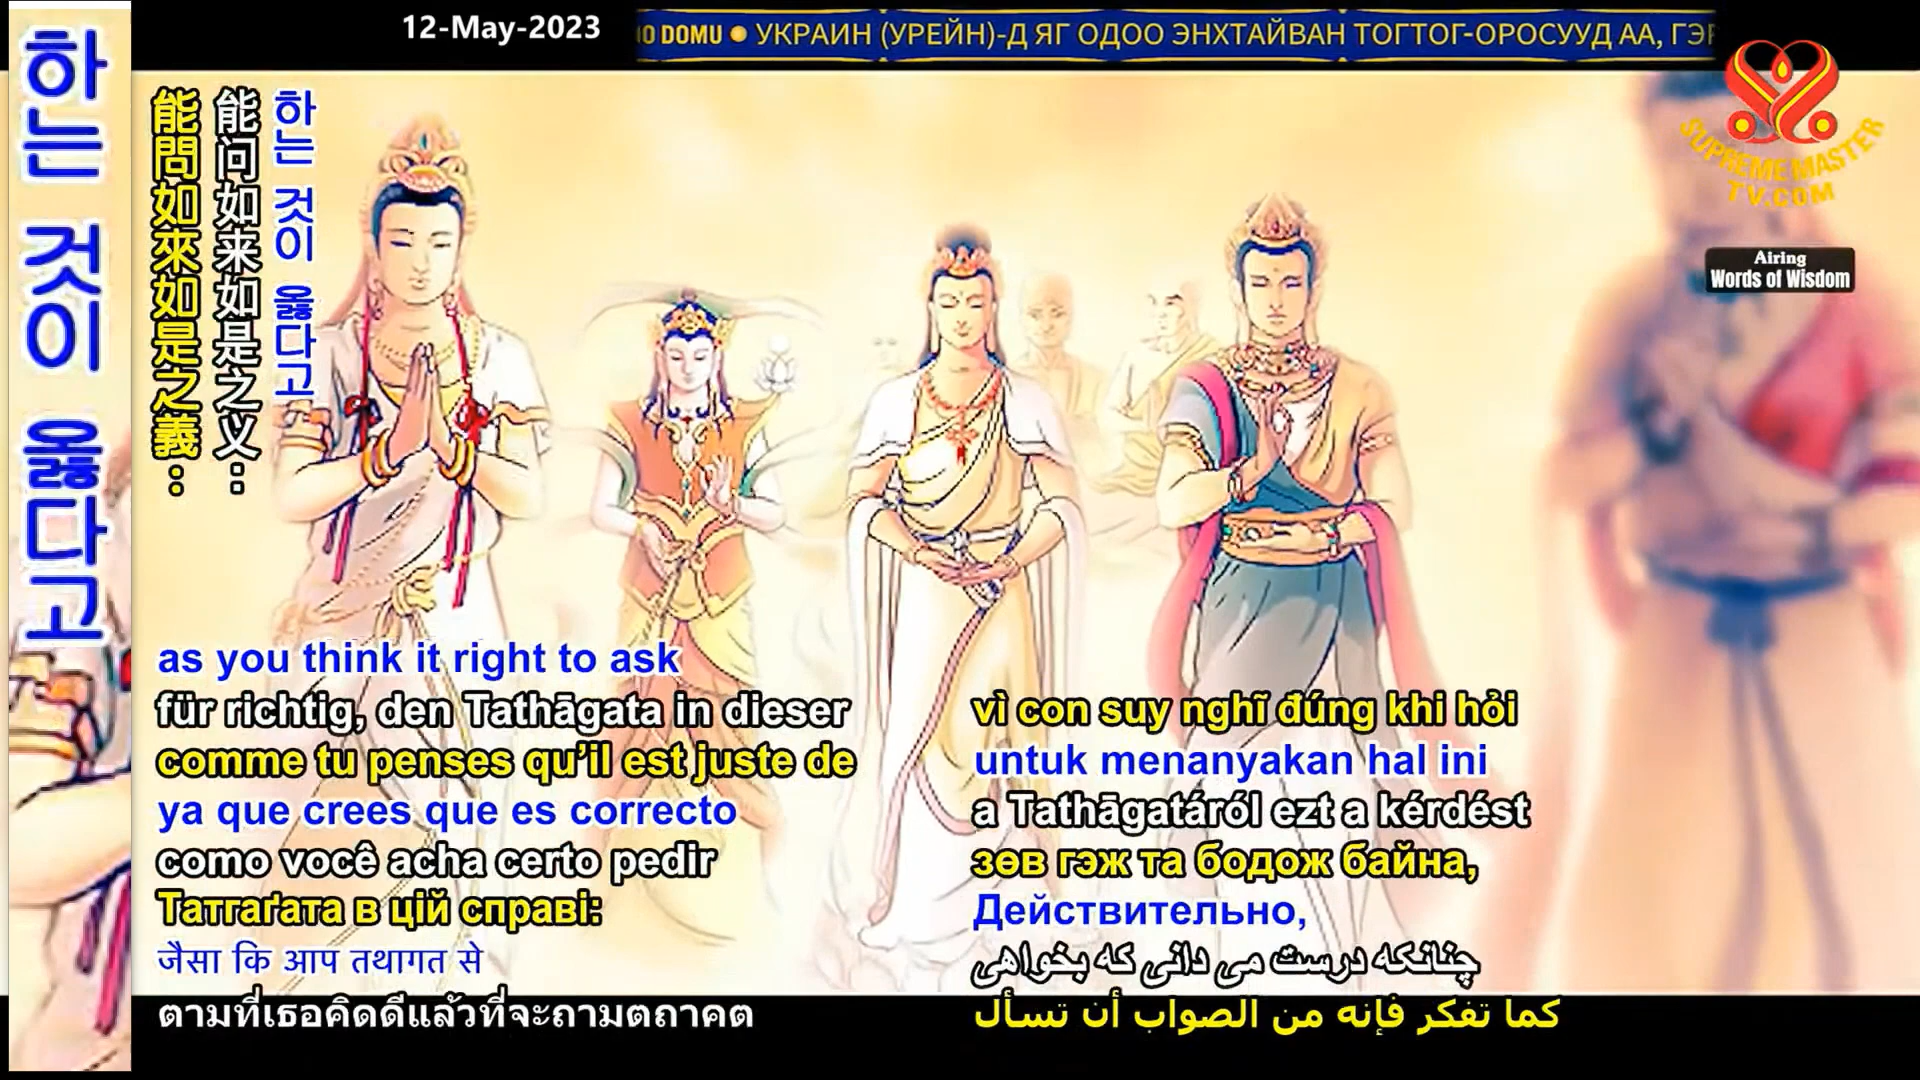 12-May-2023
IO DOMU ● УКРАИН (УРЕЙН)-Д ЯГ ОДОО ЭНХТАЙВАН ТОГТОГ-ОРОСУУД АА,
SUPREME MASTER
TV.COM
Airing
Words of Wisdom
하는 것이 옳다고
能問如來如是之義：
能问如来如是之义：
하는 것이 옳다고
as you think it right to ask
für richtig, den Tathāgata in dieser
comme tu penses qu’il est juste de
ya que crees que es correcto
como você acha certo pedir
Татгаґата в цій справі:
जैसा कि आप तथागत से
ตามที่เธอคิดดีแล้วที่จะถามตถาคต
vì con suy nghĩ đúng khi hỏi
untuk menanyakan hal ini
a Tathāgatáról ezt a kérdést
зөв гэж та бодож байна,
Действительно,
چنانکه درست می دانی که بخواهی
كما تفكر فإنه من الصواب أن تسأل